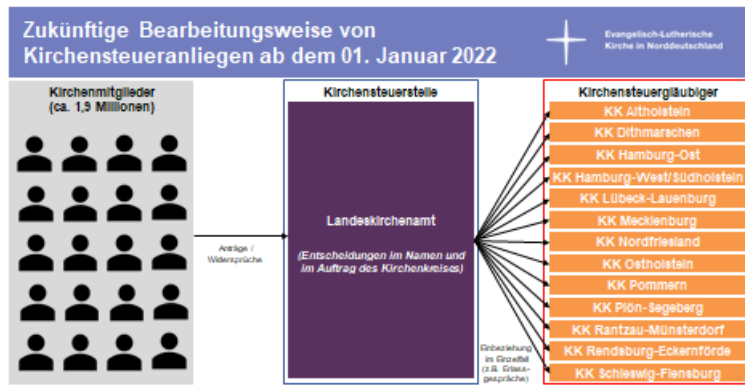 Zukünftige Bearbeitungsweise von
Kirchensteueranliegen ab dem 01. Januar 2022
Evangelisch-Lutherische
Kirche in Norddeutschland
Kirchenmitglieder
(ca. 1,9 Millionen)
Anträge /
Widersprüche
Kirchensteuerstelle
Landeskirchenamt
(Entscheidungen im Namen und
im Auftrag des Kirchenkreises)
Einbeziehung
im Einzelfall
(z.B. Erlass-
gespräche)
Kirchensteuergläubiger
KK Altholstein
KK Dithmarschen
KK Hamburg-Ost
KK Hamburg-West/Südholstein
KK Lübeck-Lauenburg
KK Mecklenburg
KK Nordfriesland
KK Ostholstein
KK Pommern
KK Plön-Segeberg
KK Rantzau-Münsterdorf
KK Rendsburg-Eckernförde
KK Schleswig-Flensburg